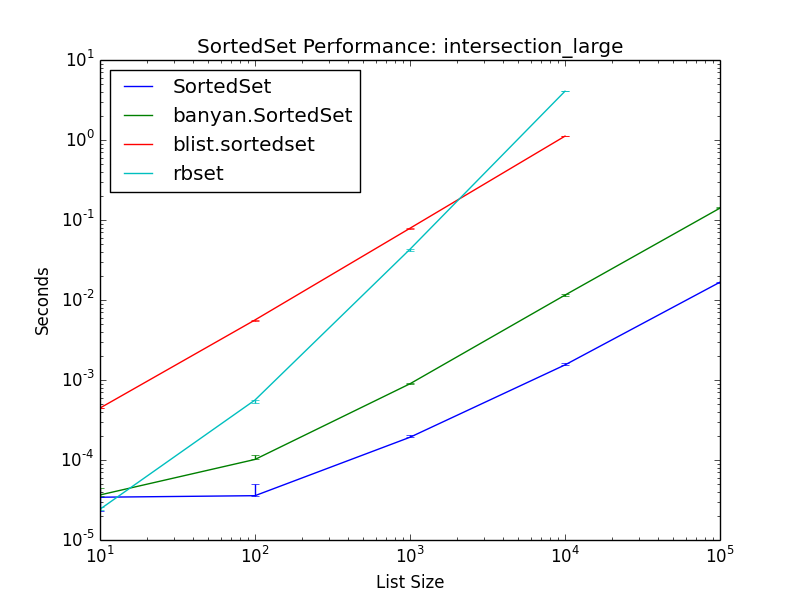 SortedSet Performance: intersection_large
10^1
10^0
10^-1
10^-2
10^-3
10^-4
10^-5
Seconds
SortedSet
banyan.SortedSet
blist.sortedset
rbset
10^1 10^2 10^3 10^4 10^5
List Size